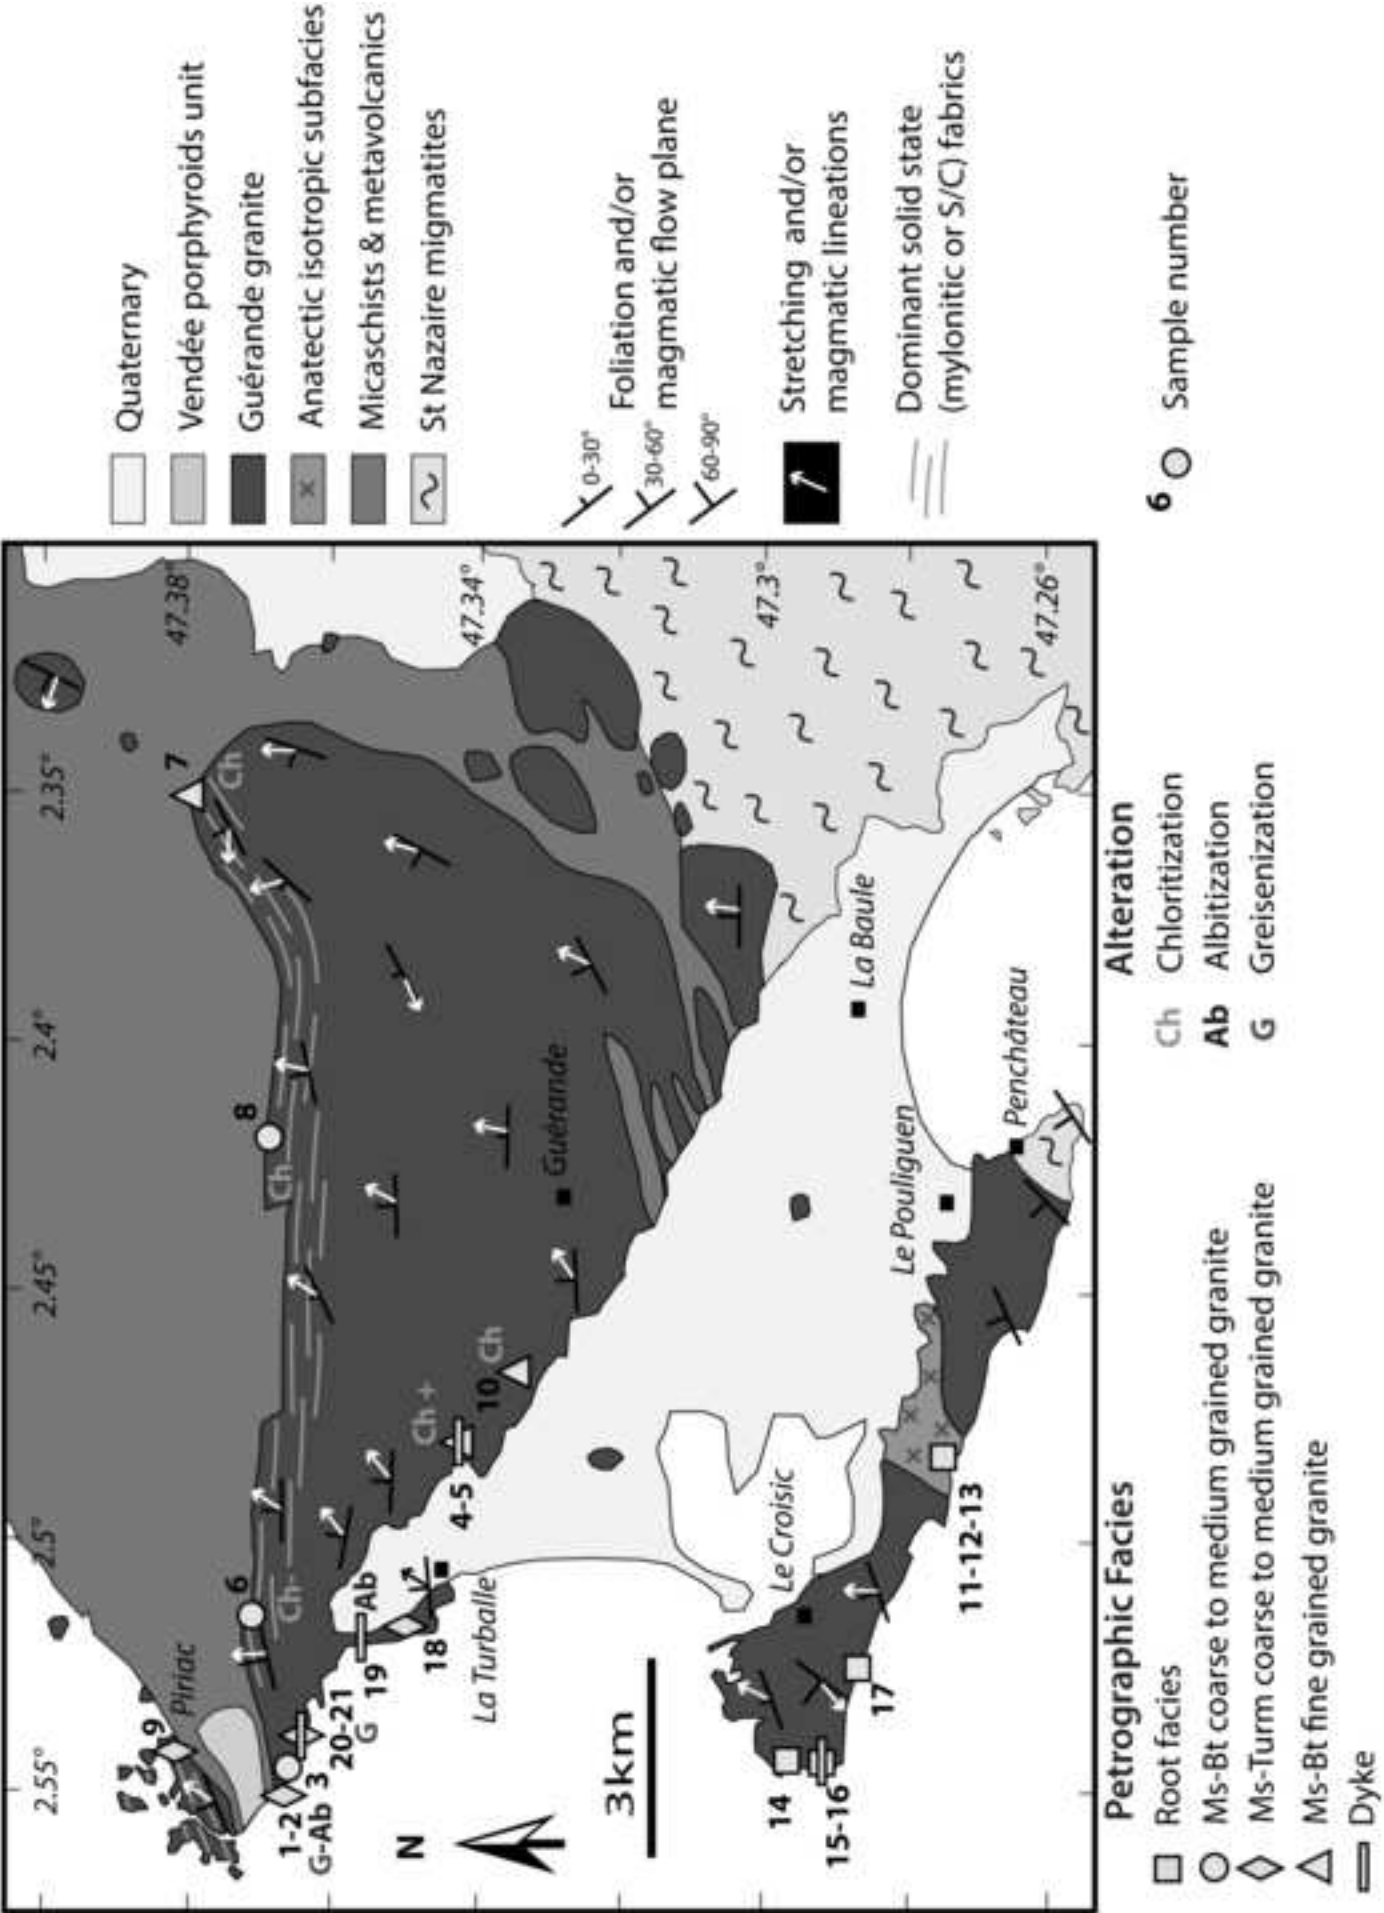 2.55°
2.5°
2.45°
2.4°
2.35°
47.38°
47.34°
47.3°
47.26°
Piriac
9
1-2
G-Ab
3
20-21
G
6
Ch-
19
Ab
18
La Turballe
4-5
Ch +
10
Ch
8
Ch
7
Ch
Guérande
La Baule
Le Pouliguen
Penchâteau
Le Croisic
11-12-13
14
15-16
17
N
3km
Quaternary
Vendée porphyroids unit
Guérande granite
Anatectic isotropic subfacies
Micaschists & metavolcanics
St Nazaire migmatites
0-30°
30-60°
60-90°
Foliation and/or
magmatic flow plane
Stretching and/or
magmatic lineations
Dominant solid state
(mylonitic or S/C) fabrics
6 Sample number
Petrographic Facies
Root facies
Ms-Bt coarse to medium grained granite
Ms-Turm coarse to medium grained granite
Ms-Bt fine grained granite
Dyke
Alteration
Ch Chloritization
Ab Albitization
G Greisenization